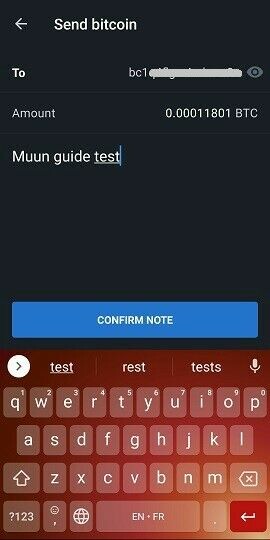 Send bitcoin
To bc1
Amount 0.00011801 BTC
Muun guide test
CONFIRM NOTE
test rest tests
1 2 3 4 5 6 7 8 9 0
q w e r t y u i o p
a s d f g h j k l
z x c v b n m
?123 , EN • FR .